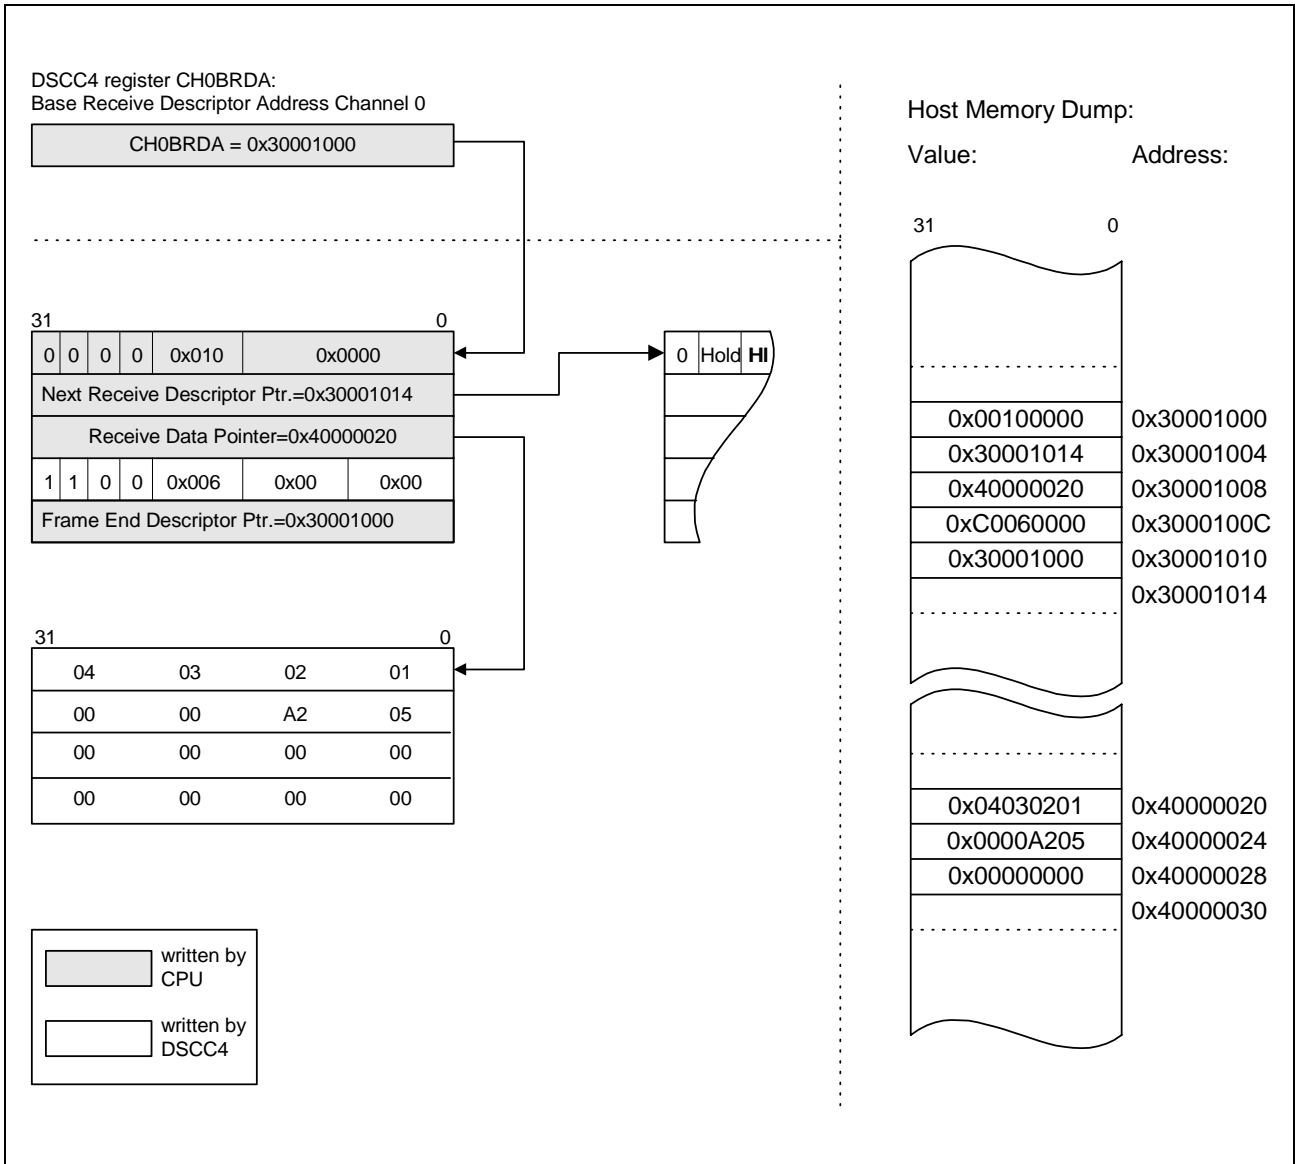 DSCC4 register CH0BRDA:
Base Receive Descriptor Address Channel 0
CH0BRDA = 0x30001000
31 0
0 0 0 0 0x010 0x0000
Next Receive Descriptor Ptr.=0x30001014
Receive Data Pointer=0x40000020
1 1 0 0 0x006 0x00 0x00
Frame End Descriptor Ptr.=0x30001000
0 Hold HI
31 0
04 03 02 01
00 00 A2 05
00 00 00 00
00 00 00 00
written by
CPU
written by
DSCC4
Host Memory Dump:
Value: Address:
31 0
0x00100000 0x30001000
0x30001014 0x30001004
0x40000020 0x30001008
0xC0060000 0x3000100C
0x30001000 0x30001010
0x30001014
0x04030201 0x40000020
0x0000A205 0x40000024
0x00000000 0x40000028
0x40000030